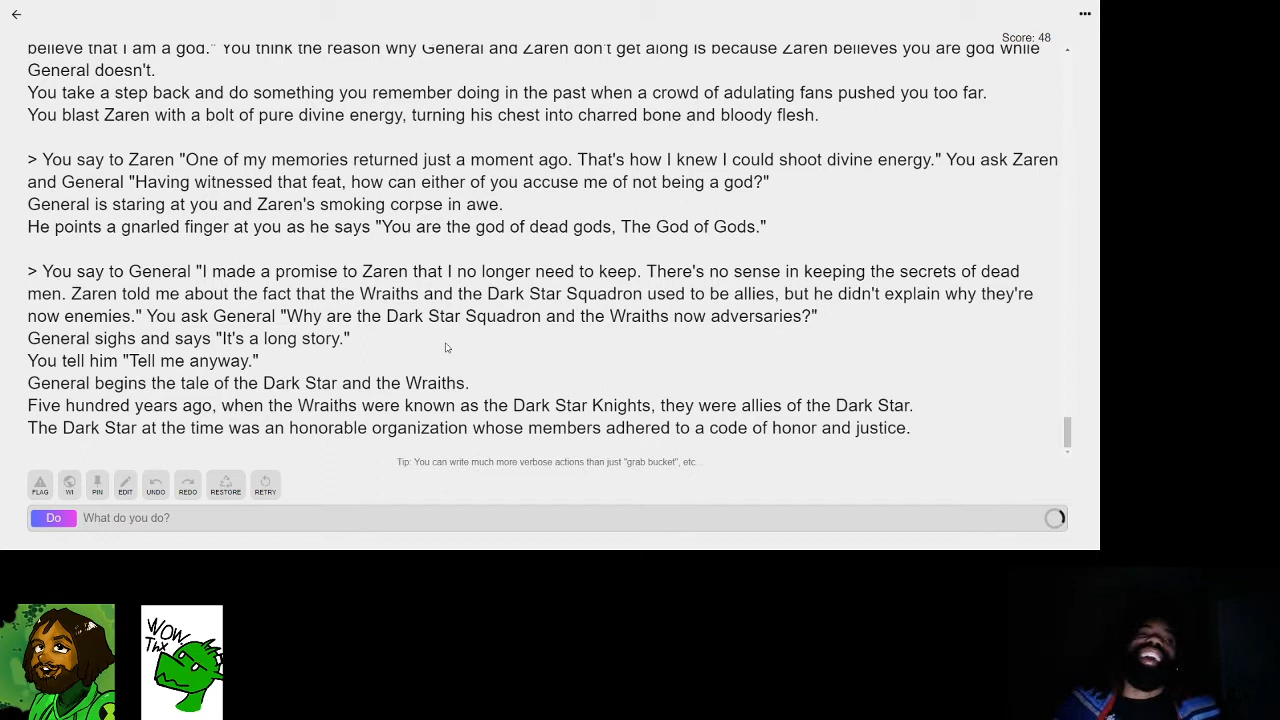 Score: 48
believe that I am a god." You think the reason why General and Zaren don't get along is because Zaren believes you are god while
General doesn't.
You take a step back and do something you remember doing in the past when a crowd of adulating fans pushed you too far.
You blast Zaren with a bolt of pure divine energy, turning his chest into charred bone and bloody flesh.
> You say to Zaren "One of my memories returned just a moment ago. That's how I knew I could shoot divine energy." You ask Zaren
and General "Having witnessed that feat, how can either of you accuse me of not being a god?"
General is staring at you and Zaren's smoking corpse in awe.
He points a gnarled finger at you as he says "You are the god of dead gods, The God of Gods."
> You say to General "I made a promise to Zaren that I no longer need to keep. There's no sense in keeping the secrets of dead
men. Zaren told me about the fact that the Wraiths and the Dark Star Squadron used to be allies, but he didn't explain why they're
now enemies." You ask General "Why are the Dark Star Squadron and the Wraiths now adversaries?"
General sighs and says "It's a long story."
You tell him "Tell me anyway."
General begins the tale of the Dark Star and the Wraiths.
Five hundred years ago, when the Wraiths were known as the Dark Star Knights, they were allies of the Dark Star.
The Dark Star at the time was an honorable organization whose members adhered to a code of honor and justice.
Tip: You can write much more verbose actions than just "grab bucket", etc...
FLAG WI PIN EDIT UNDO REDO RESTORE RETRY
Do What do you do?
WOW
Thx